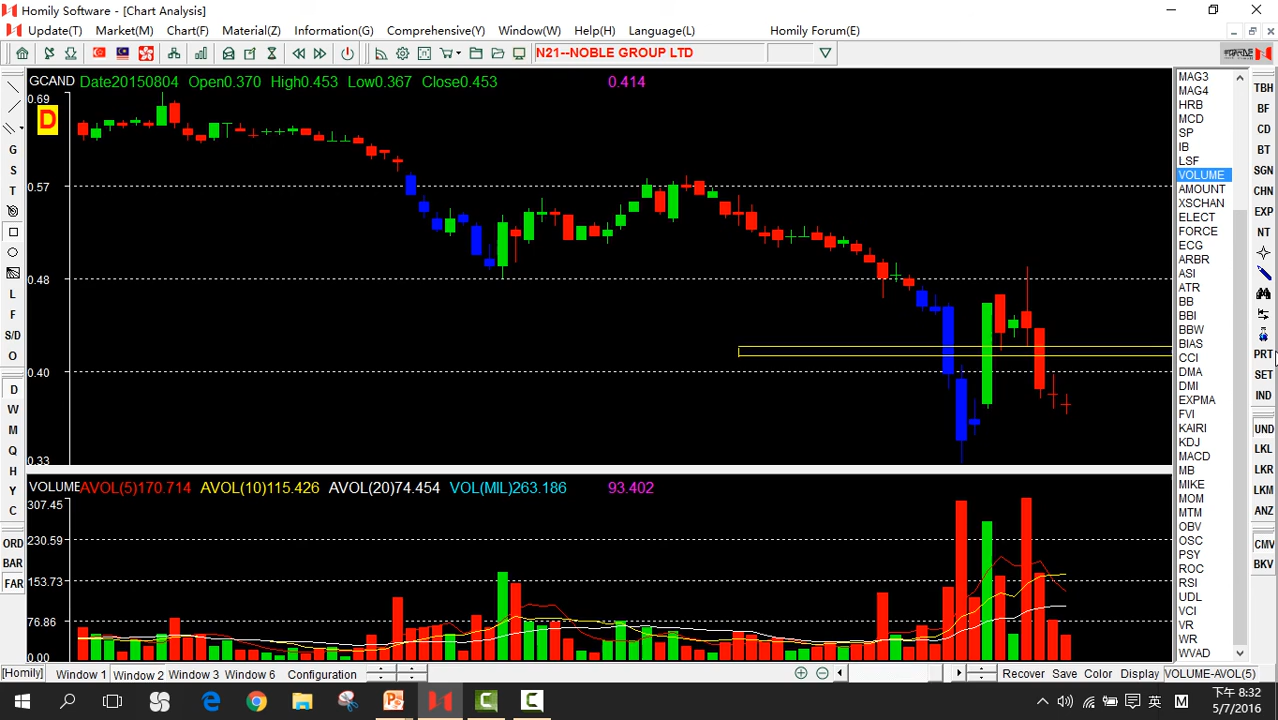 Homily Software - [Chart Analysis]
Update(T) Market(M) Chart(F) Material(Z) Information(G) Comprehensive(Y) Window(W) Help(H) Language(L) Homily Forum(E)
N21--NOBLE GROUP LTD
GCAND Date20150804 Open0.370 High0.453 Low0.367 Close0.453 0.414
0.69
D
0.57
0.48
0.40
0.33
VOLUME AVOL(5)170.714 AVOL(10)115.426 AVOL(20)74.454 VOL(MIL)263.186 93.402
307.45
230.59
153.73
76.86
0.00
G
S
T
L
F
S/D
O
D
W
M
Q
H
Y
C
ORD
BAR
FAR
MAG3
MAG4
HRB
MCD
SP
IB
LSF
VOLUME
AMOUNT
XSCHAN
ELECT
FORCE
ECG
ARBR
ASI
ATR
BB
BBI
BBW
BIAS
CCI
DMA
DMI
EXPMA
FVI
KAIRI
KDJ
MACD
MB
MIKE
MOM
MTM
OBV
OSC
PSY
ROC
RSI
UDL
VCI
VR
WR
WVAD
TBH
BF
CD
BT
SGN
CHN
EXP
NT
PRT
SET
IND
UND
LKL
LKR
LKM
ANZ
CMV
BKV
[Homily] Window 1 Window 2 Window 3 Window 6 Configuration Recover Save Color Display VOLUME-AVOL(5)
英 M 下午 8:32
5/7/2016